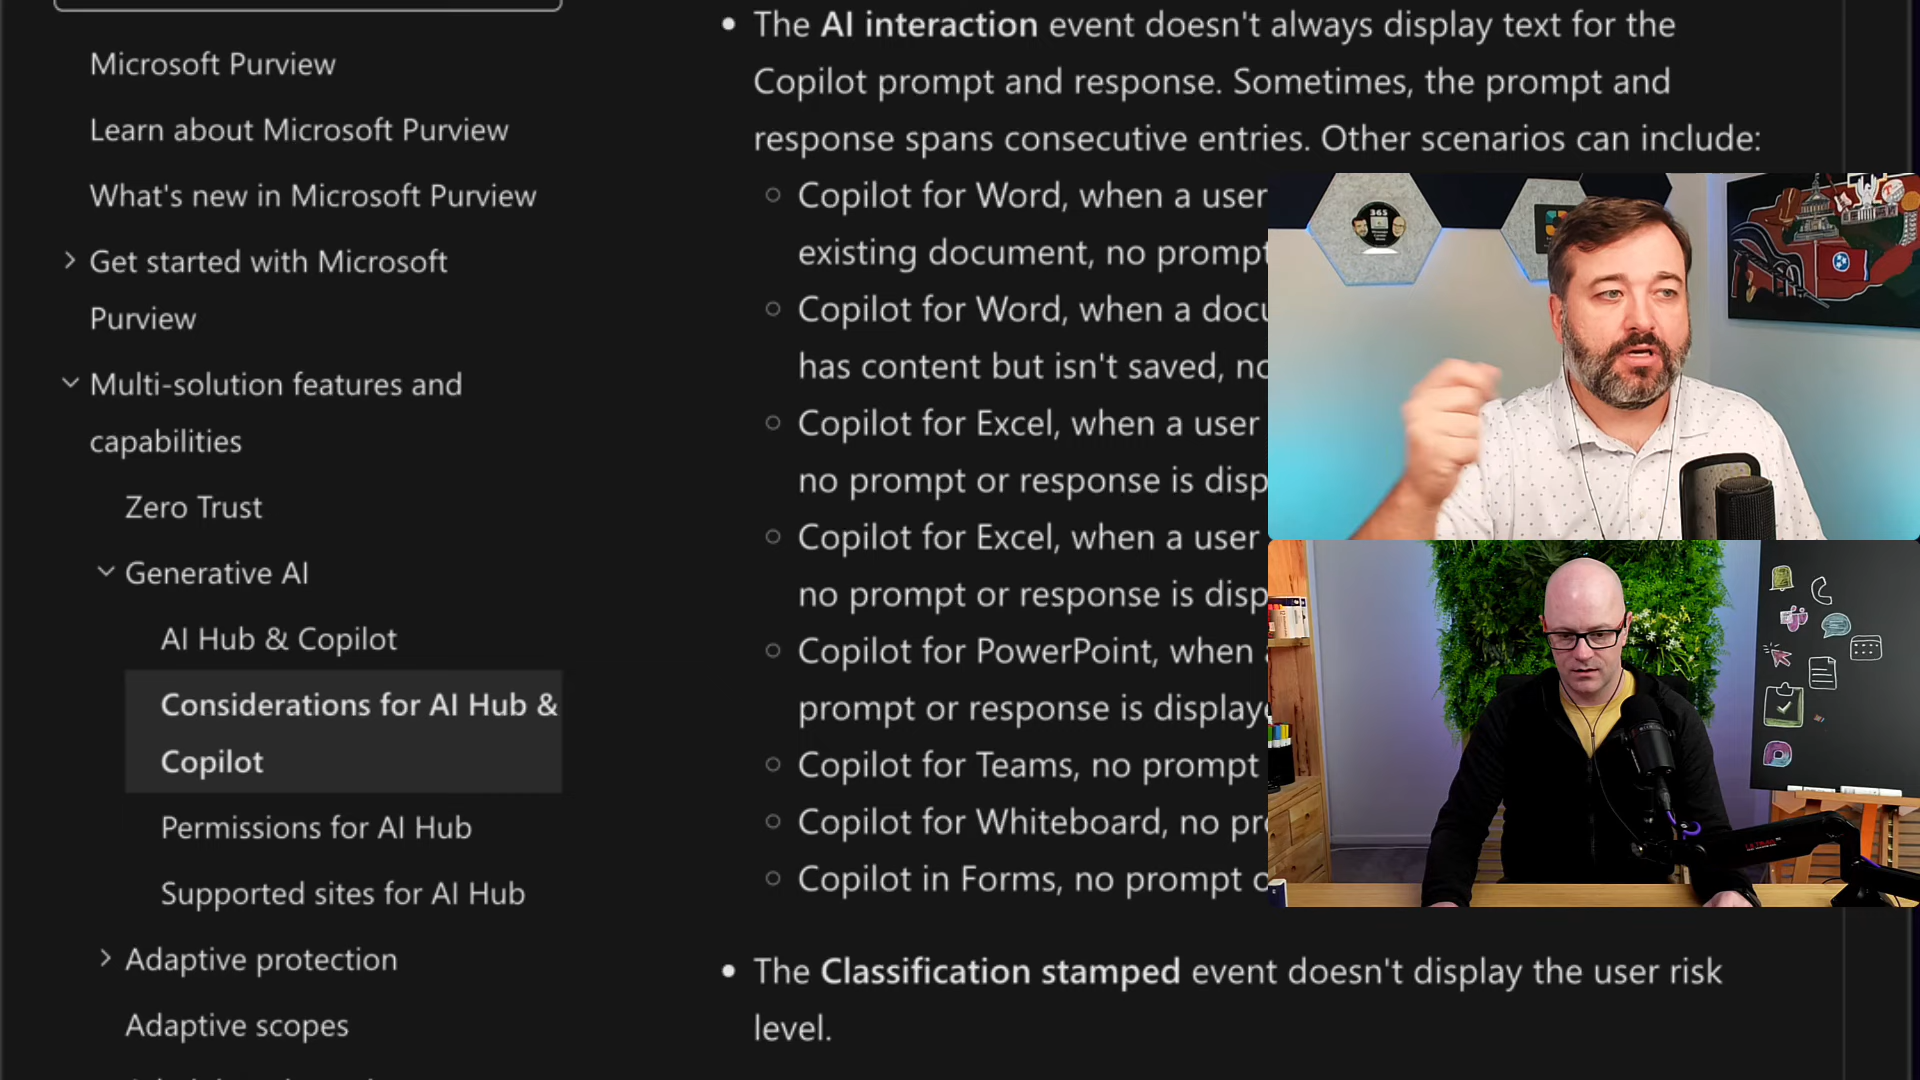 Microsoft Purview
Learn about Microsoft Purview
What's new in Microsoft Purview
Get started with Microsoft
Purview
Multi-solution features and
capabilities
Zero Trust
Generative AI
AI Hub & Copilot
Considerations for AI Hub &
Copilot
Permissions for AI Hub
Supported sites for AI Hub
Adaptive protection
Adaptive scopes
The AI interaction event doesn't always display text for the
Copilot prompt and response. Sometimes, the prompt and
response spans consecutive entries. Other scenarios can include:
Copilot for Word, when a user
existing document, no prompt
Copilot for Word, when a
has content but isn't saved,
Copilot for Excel, when a user
no prompt or response is
Copilot for Excel, when a user
no prompt or response is
Copilot for PowerPoint, when
prompt or response is
Copilot for Teams, no prompt
Copilot for Whiteboard, no
Copilot in Forms, no prompt
The Classification stamped event doesn't display the user risk
level.
365